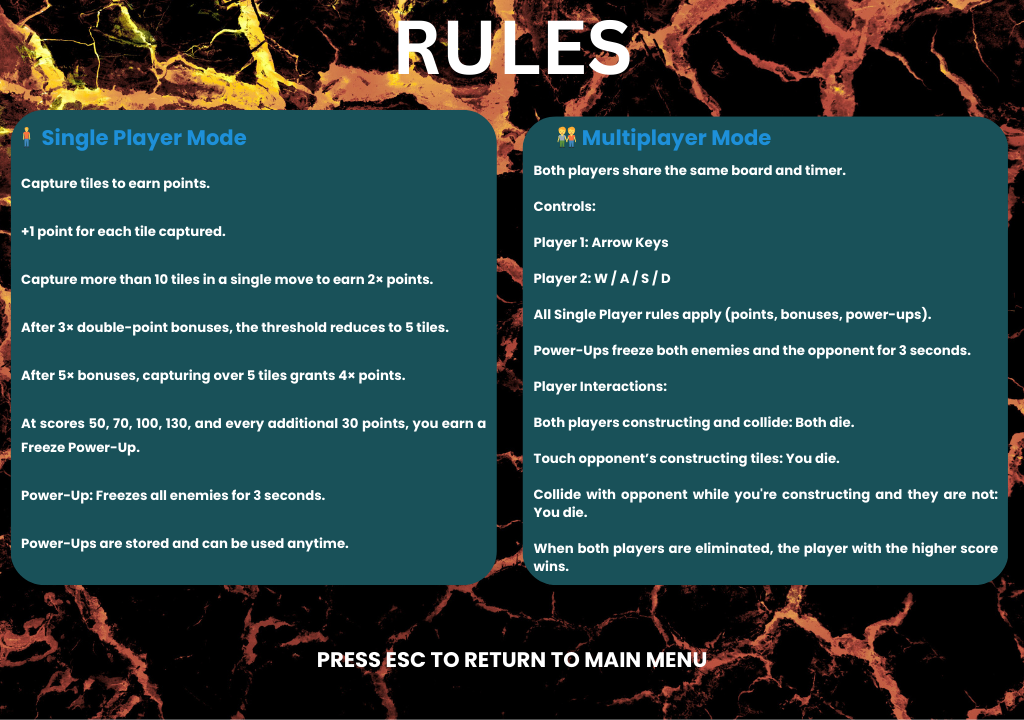 RULES
Single Player Mode
Capture tiles to earn points.
+1 point for each tile captured.
Capture more than 10 tiles in a single move to earn 2× points.
After 3× double-point bonuses, the threshold reduces to 5 tiles.
After 5× bonuses, capturing over 5 tiles grants 4× points.
At scores 50, 70, 100, 130, and every additional 30 points, you earn a
Freeze Power-Up.
Power-Up: Freezes all enemies for 3 seconds.
Power-Ups are stored and can be used anytime.
Multiplayer Mode
Both players share the same board and timer.
Controls:
Player 1: Arrow Keys
Player 2: W / A / S / D
All Single Player rules apply (points, bonuses, power-ups).
Power-Ups freeze both enemies and the opponent for 3 seconds.
Player Interactions:
Both players constructing and collide: Both die.
Touch opponent’s constructing tiles: You die.
Collide with opponent while you're constructing and they are not:
You die.
When both players are eliminated, the player with the higher score
wins.
PRESS ESC TO RETURN TO MAIN MENU